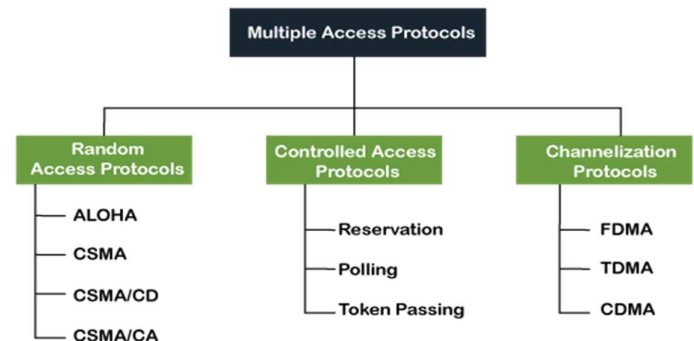 Multiple Access Protocols
Random
Access Protocols
ALOHA
CSMA
CSMA/CD
CSMA/CA
Controlled Access
Protocols
Reservation
Polling
Token Passing
Channelization
Protocols
FDMA
TDMA
CDMA